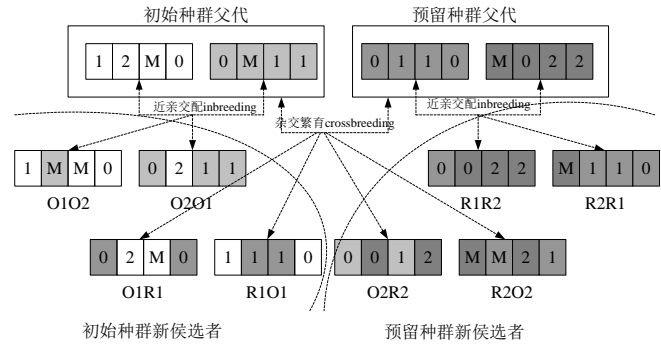 初始种群父代 预留种群父代
1 2 M 0 0 M 1 1 0 1 1 0 M 0 2 2
近亲交配inbreeding 杂交繁育crossbreeding 近亲交配inbreeding
1 M M 0 0 2 1 1 0 0 2 2 M 1 1 0
O1O2 O2O1 R1R2 R2R1
0 2 M 0 1 1 1 0 0 0 1 2 M M 2 1
O1R1 R1O1 O2R2 R2O2
初始种群新侯选者 预留种群新侯选者